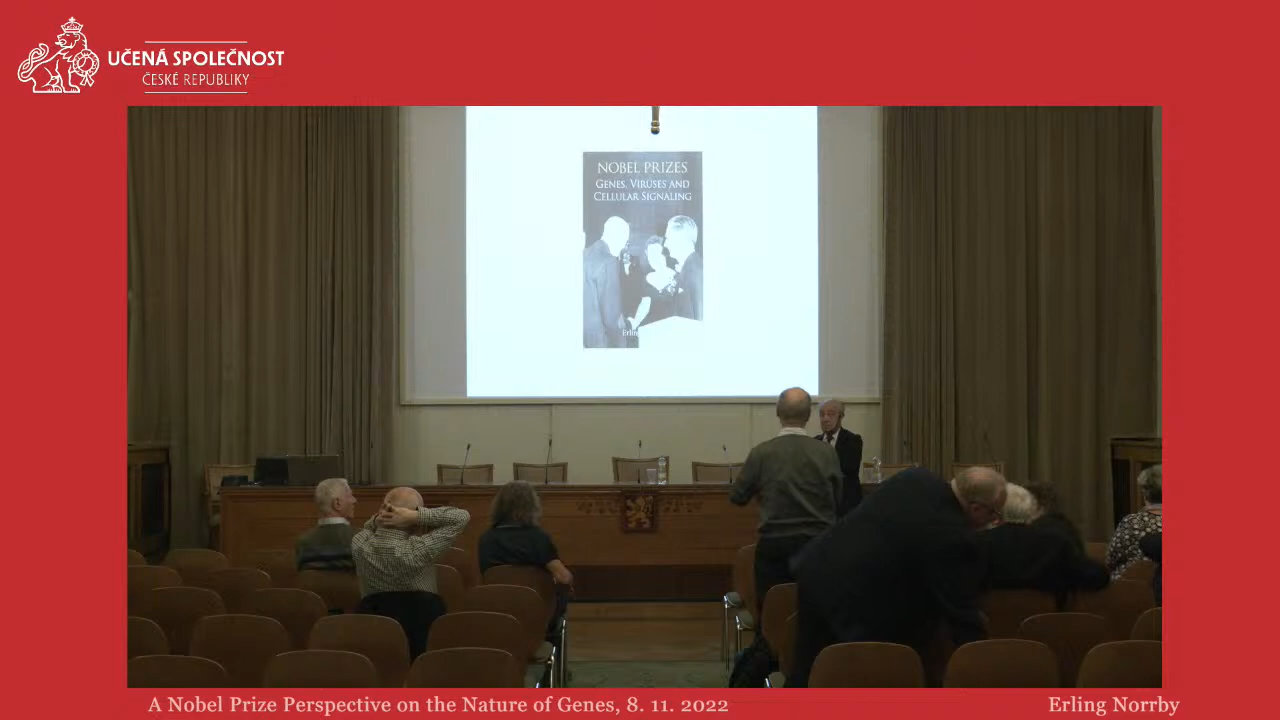 UČENÁ SPOLEČNOST
ČESKÉ REPUBLIKY
NOBEL PRIZES
GENES, VIRUSES AND
CELLULAR SIGNALING
A Nobel Prize Perspective on the Nature of Genes, 8. 11. 2022
Erling Norrby